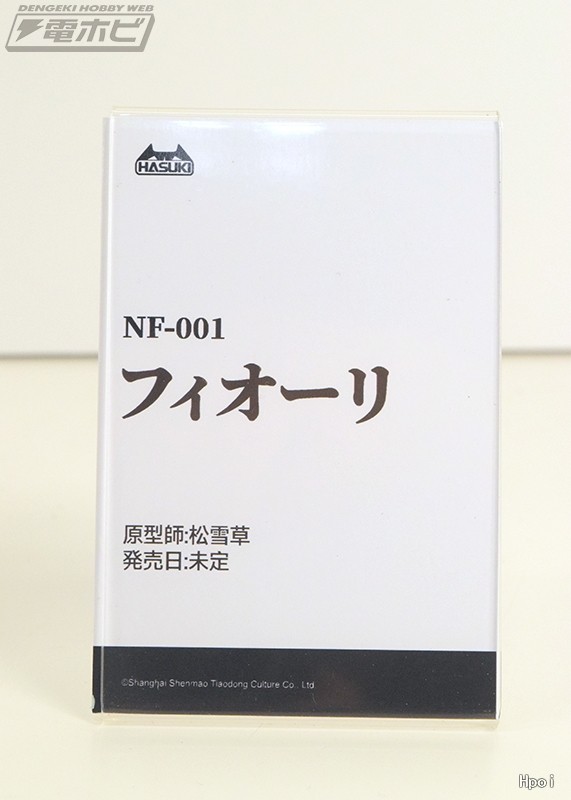 DENGEKI HOBBY WEB
電ホビ
HASUKI
NF-001
フィオーリ
原型師:松雪草
発売日:未定
©Shanghai Shenmao Tiaodong Culture Co., Ltd
Hpoi